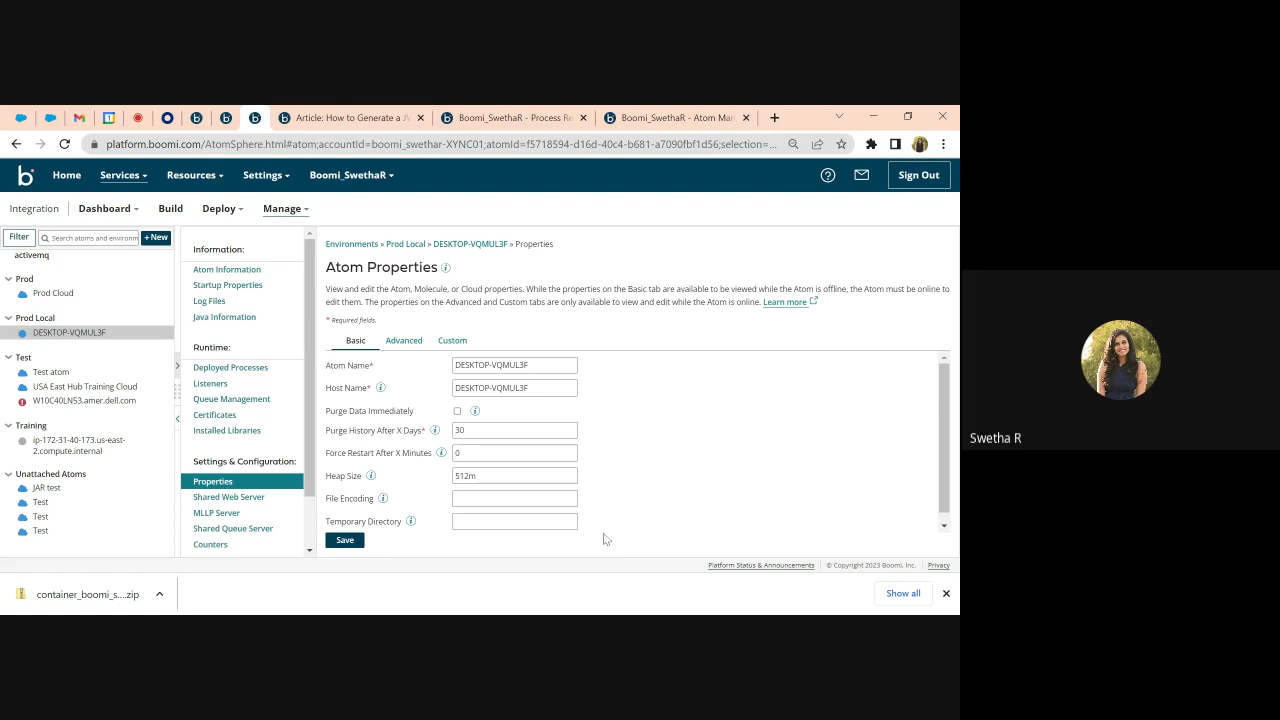 Article: How to Generate a JV
Boomi_SwethaR - Process Re
Boomi_SwethaR - Atom Man
platform.boomi.com/AtomSphere.html#atom;accountId=boomi_swethar-XYNC01;atomId=f5718594-d16d-40c4-b681-a7090fbf1d56;selection=...
Home
Services
Resources
Settings
Boomi_SwethaR
Sign Out
Integration
Dashboard
Build
Deploy
Manage
Filter
Search atoms and environm
+New
activemq
Prod
Prod Cloud
Prod Local
DESKTOP-VQMUL3F
Test
Test atom
USA East Hub Training Cloud
W10C40LN53.amer.dell.com
Training
ip-172-31-40-173.us-east-
2.compute.internal
Unattached Atoms
JAR test
Test
Test
Test
Information:
Atom Information
Startup Properties
Log Files
Java Information
Runtime:
Deployed Processes
Listeners
Queue Management
Certificates
Installed Libraries
Settings & Configuration:
Properties
Shared Web Server
MLLP Server
Shared Queue Server
Counters
Environments » Prod Local » DESKTOP-VQMUL3F » Properties
Atom Properties
View and edit the Atom, Molecule, or Cloud properties. While the properties on the Basic tab are available to be viewed while the Atom is offline, the Atom must be online to
edit them. The properties on the Advanced and Custom tabs are only available to view and edit while the Atom is online. Learn more
* Required fields.
Basic
Advanced
Custom
Atom Name* DESKTOP-VQMUL3F
Host Name* DESKTOP-VQMUL3F
Purge Data Immediately
Purge History After X Days* 30
Force Restart After X Minutes 0
Heap Size 512m
File Encoding
Temporary Directory
Save
Platform Status & Announcements
© Copyright 2023 Boomi, Inc.
Privacy
container_boomi_s....zip
Show all
Swetha R